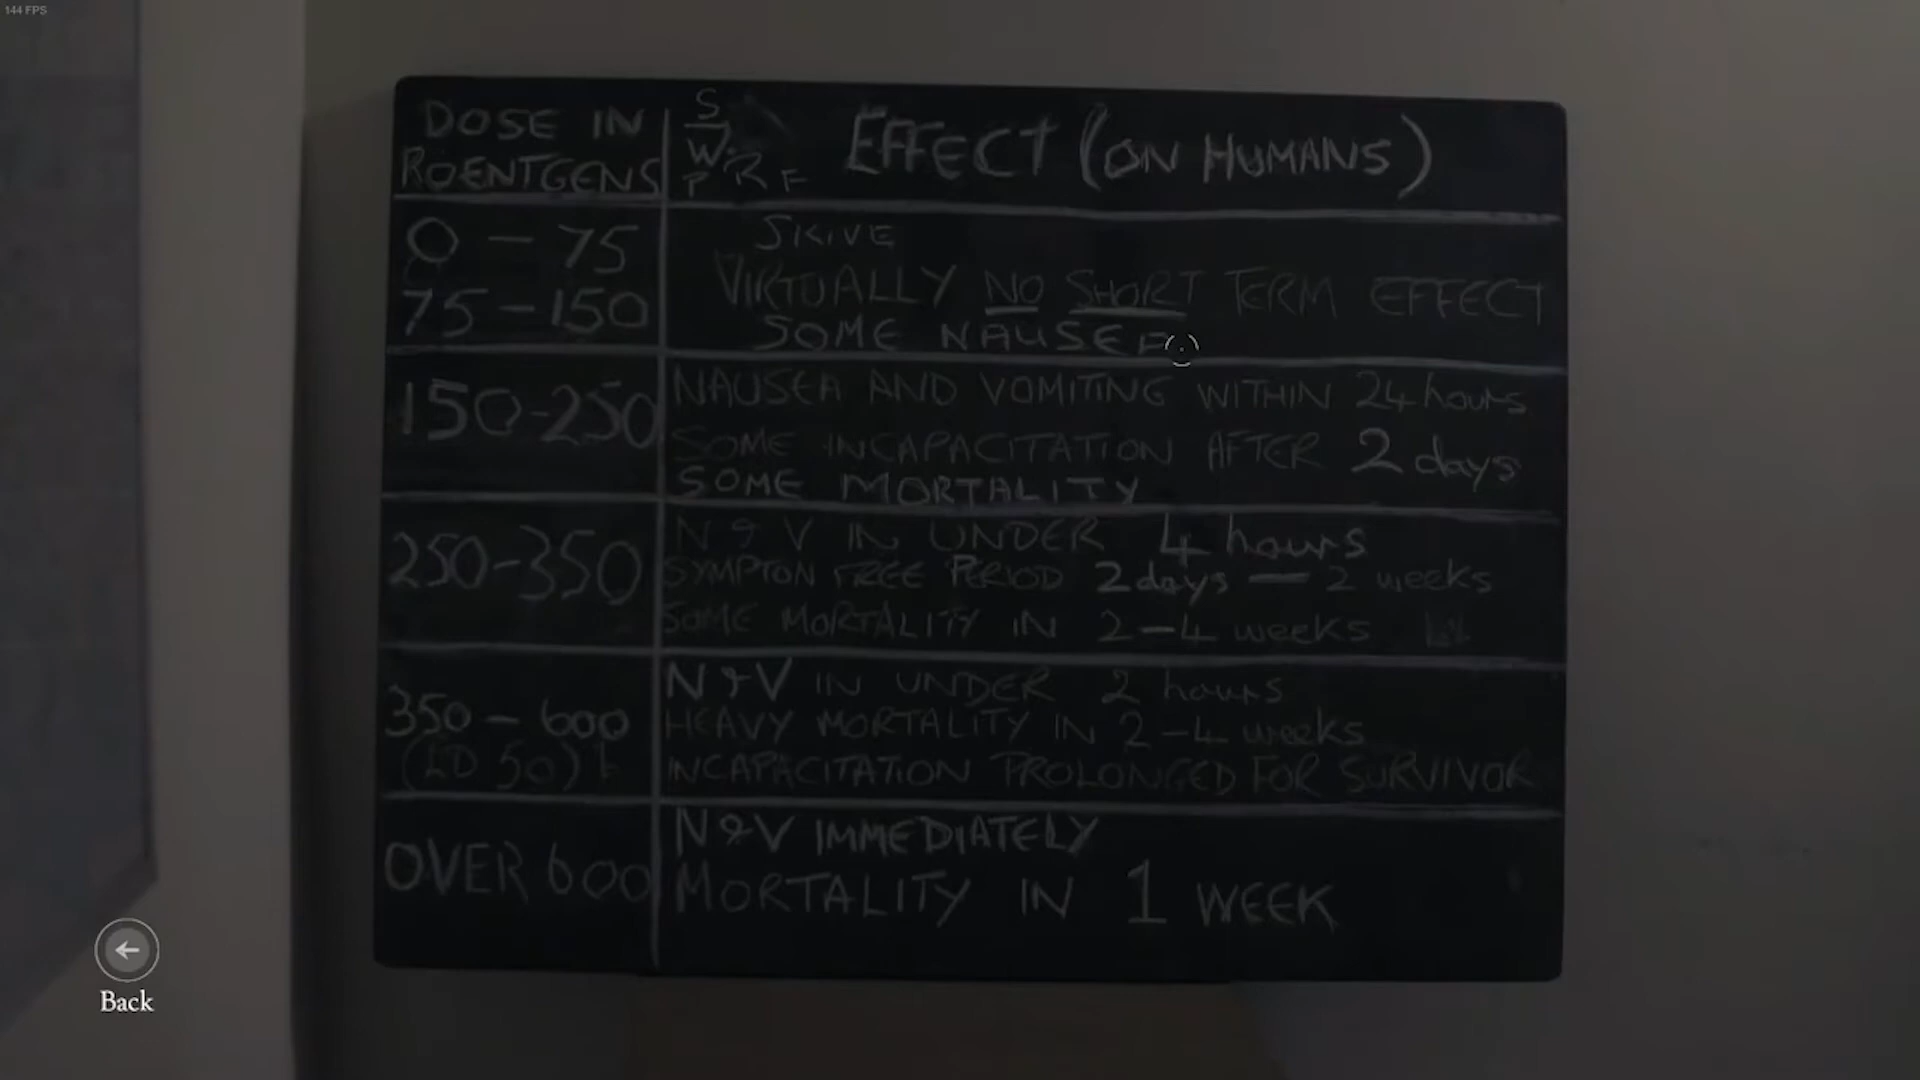 144 FPS
DOSE IN
ROENTGENS
S
W.
P R F
EFFECT (ON HUMANS)
0 - 75
75 - 150
SKIVE
VIRTUALLY NO SHORT TERM EFFECT
SOME NAUSEA
150-250
NAUSEA AND VOMITING WITHIN 24 hours
SOME INCAPACITATION AFTER 2 days
SOME MORTALITY
250-350
N & V IN UNDER 4 hours
SYMPTON FREE PERIOD 2 days — 2 weeks
SOME MORTALITY IN 2-4 weeks
350 - 600
(LD 50)
N & V IN UNDER 2 hours
HEAVY MORTALITY IN 2-4 weeks
INCAPACITATION PROLONGED FOR SURVIVOR
OVER 600
N & V IMMEDIATELY
MORTALITY IN 1 WEEK
Back